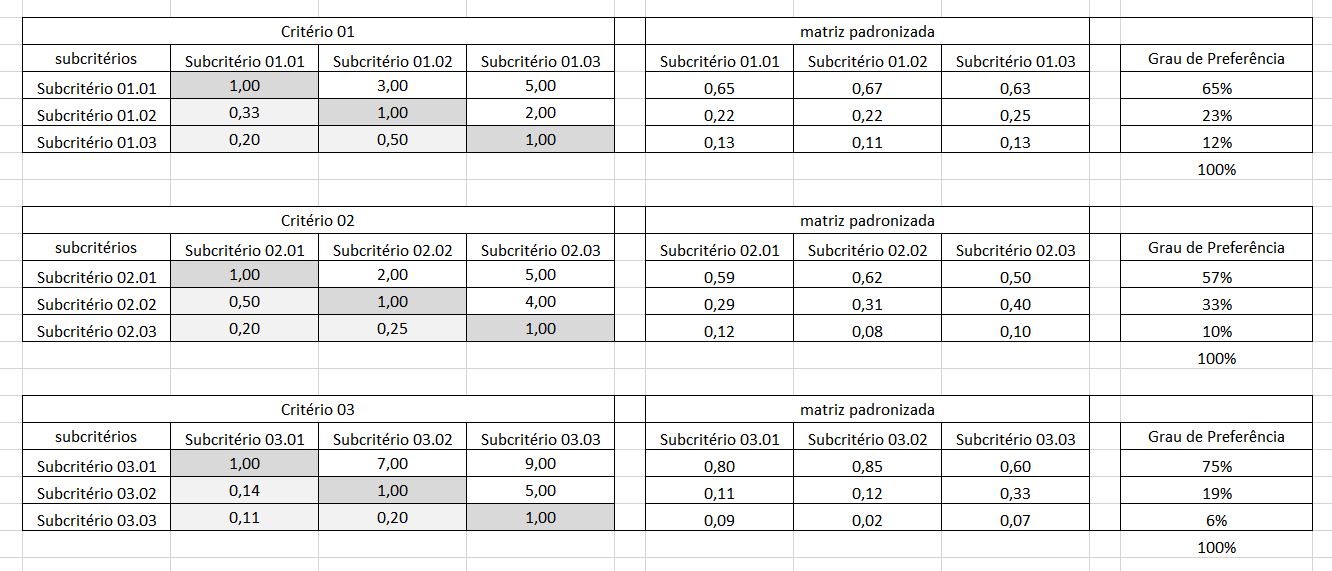 Critério 01 matriz padronizada
subcritérios Subcritério 01.01 Subcritério 01.02 Subcritério 01.03 Subcritério 01.01 Subcritério 01.02 Subcritério 01.03 Grau de Preferência
Subcritério 01.01 1,00 3,00 5,00 0,65 0,67 0,63 65%
Subcritério 01.02 0,33 1,00 2,00 0,22 0,22 0,25 23%
Subcritério 01.03 0,20 0,50 1,00 0,13 0,11 0,13 12%
100%
Critério 02 matriz padronizada
subcritérios Subcritério 02.01 Subcritério 02.02 Subcritério 02.03 Subcritério 02.01 Subcritério 02.02 Subcritério 02.03 Grau de Preferência
Subcritério 02.01 1,00 2,00 5,00 0,59 0,62 0,50 57%
Subcritério 02.02 0,50 1,00 4,00 0,29 0,31 0,40 33%
Subcritério 02.03 0,20 0,25 1,00 0,12 0,08 0,10 10%
100%
Critério 03 matriz padronizada
subcritérios Subcritério 03.01 Subcritério 03.02 Subcritério 03.03 Subcritério 03.01 Subcritério 03.02 Subcritério 03.03 Grau de Preferência
Subcritério 03.01 1,00 7,00 9,00 0,80 0,85 0,60 75%
Subcritério 03.02 0,14 1,00 5,00 0,11 0,12 0,33 19%
Subcritério 03.03 0,11 0,20 1,00 0,09 0,02 0,07 6%
100%